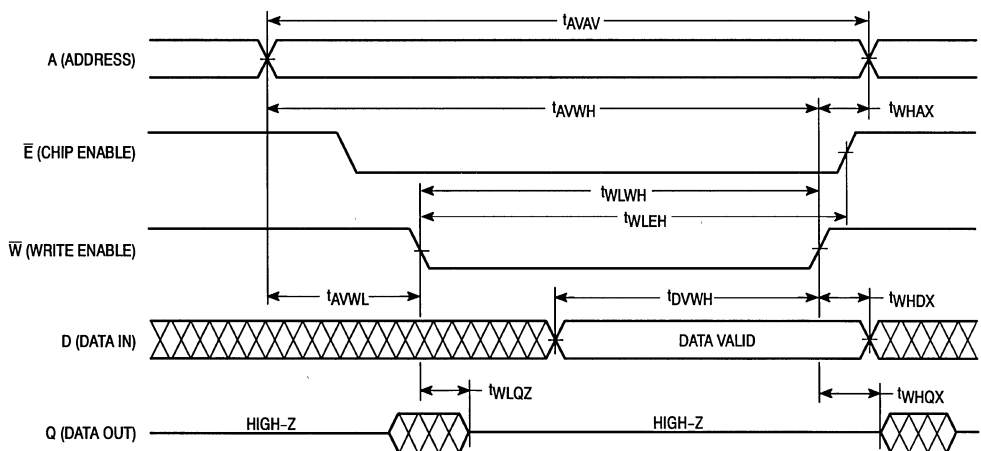 tAVAV
A (ADDRESS)
tAVWH
tWHAX
E̅ (CHIP ENABLE)
tWLWH
tWLEH
W̅ (WRITE ENABLE)
tAVWL
tDVWH
tWHDX
D (DATA IN)
DATA VALID
tWLQZ
tWHQX
Q (DATA OUT)
HIGH–Z
HIGH–Z